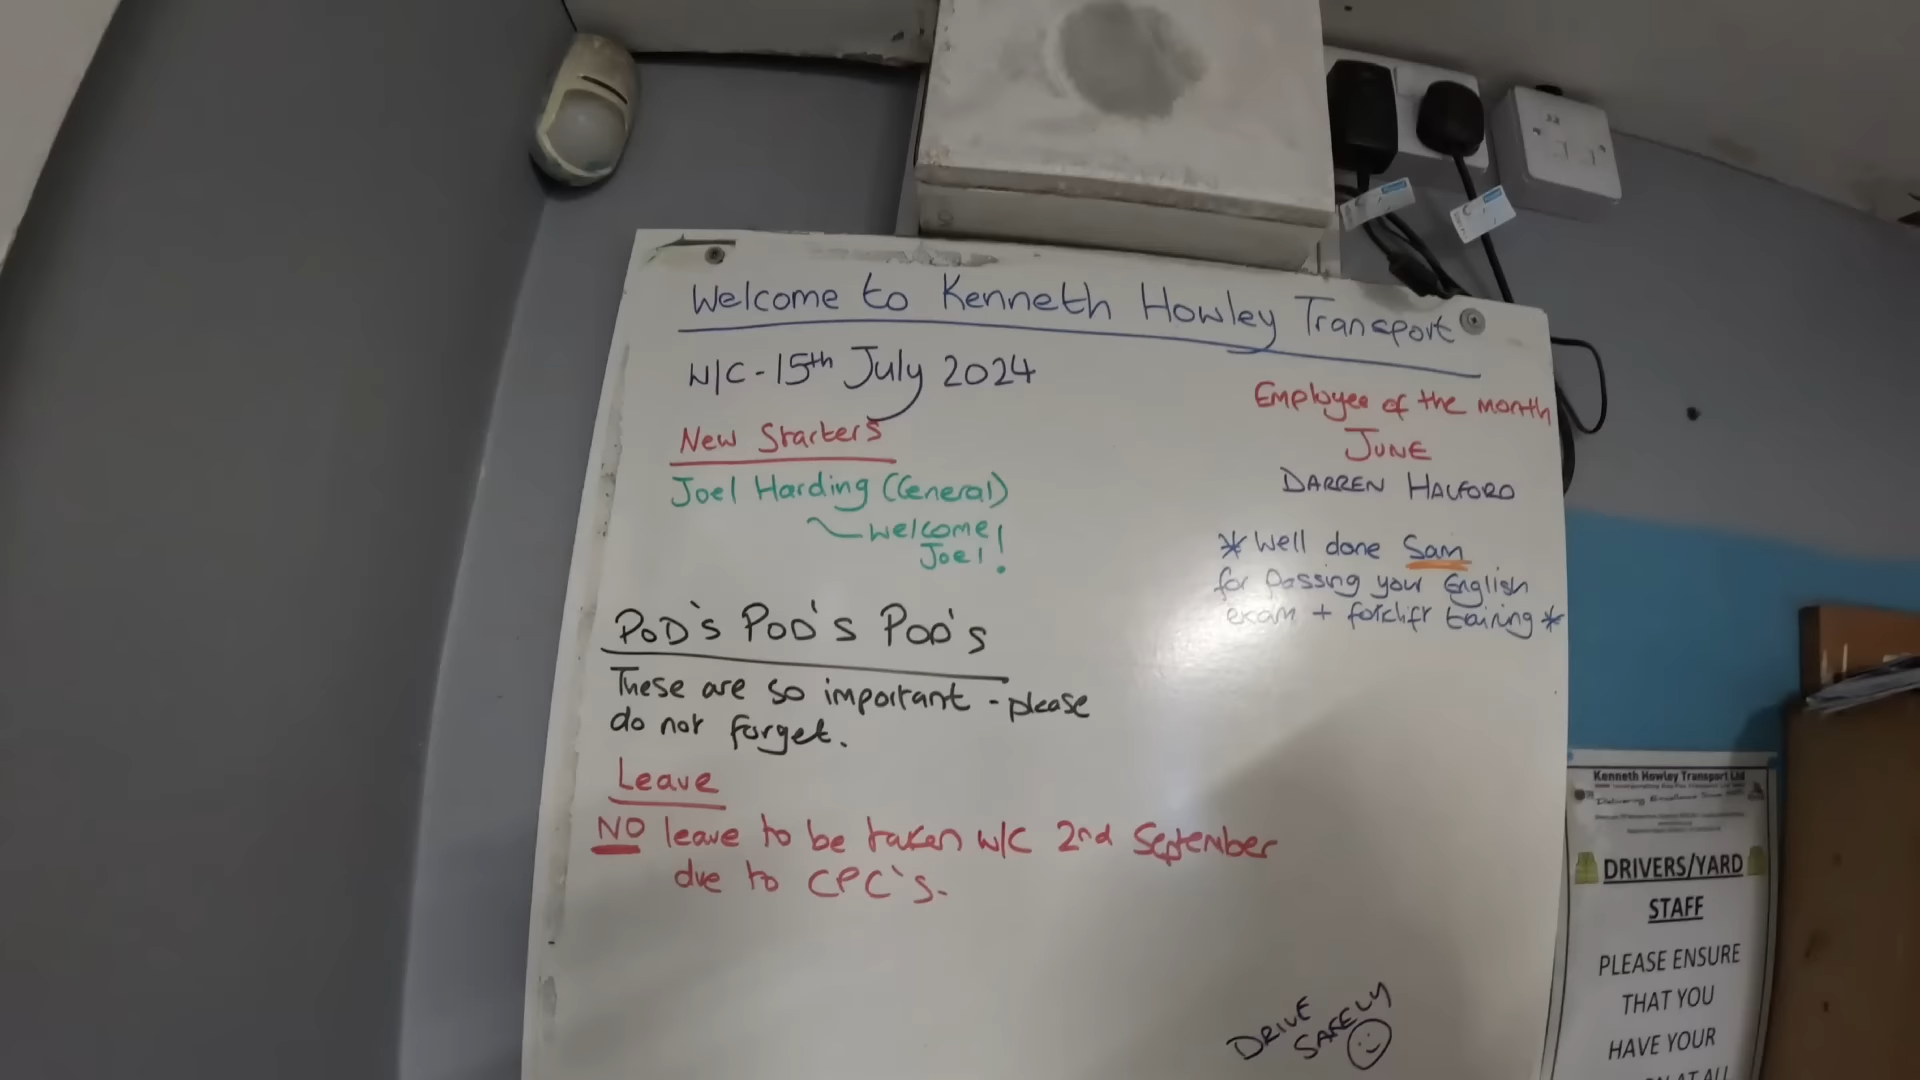 Welcome to Kenneth Howley Transport
W/C - 15th July 2024
New Starters
Joel Harding (General)
Welcome
Joel!
POD's POD's POD's
These are so important - please
do not forget.
Leave
NO leave to be taken w/c 2nd September
due to CPC's.
Employee of the month
JUNE
DARREN HALFORD
* Well done Sam
for passing your English
exam + forklift training *
DRIVE
SAFELY
Kenneth Howley Transport Ltd
DRIVERS/YARD
STAFF
PLEASE ENSURE
THAT YOU
HAVE YOUR